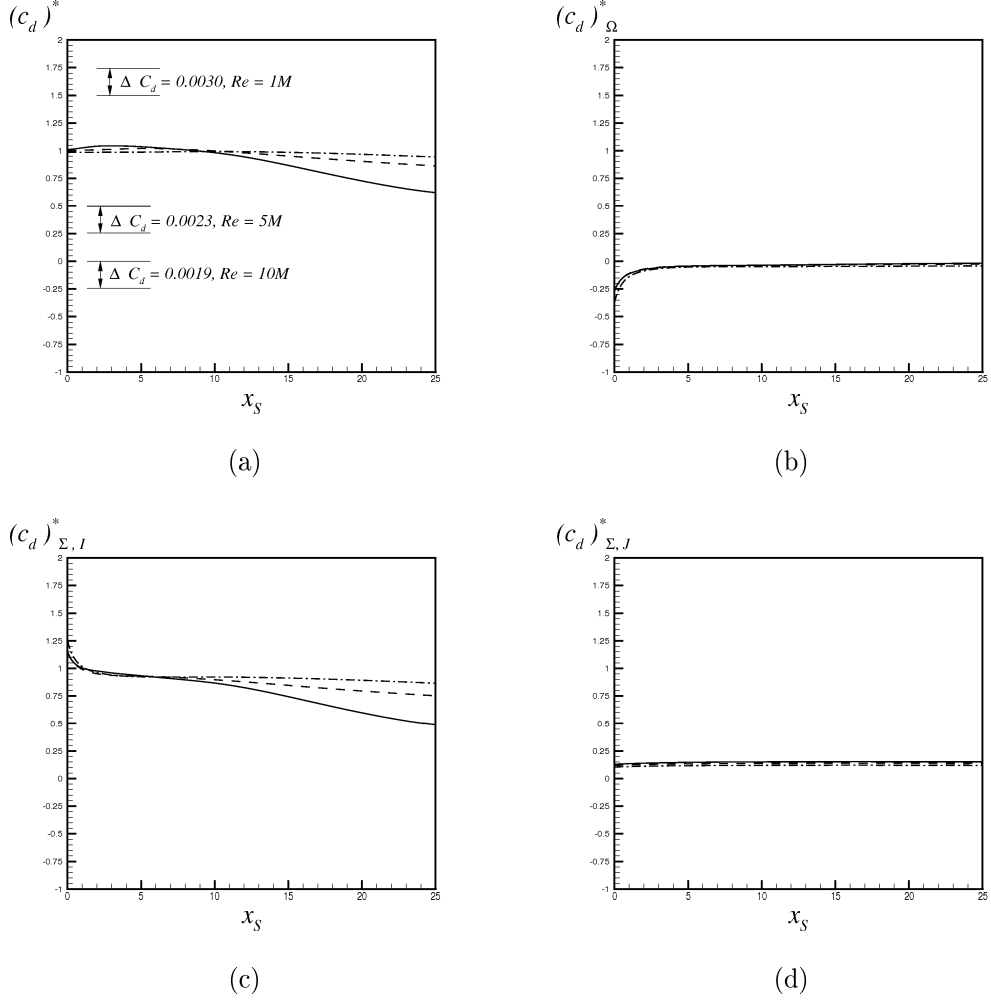 (c_d)^*
2
1.75
1.5
1.25
1
0.75
0.5
0.25
0
-0.25
-0.5
-0.75
-1
Δ C_d = 0.0030, Re = 1M
Δ C_d = 0.0023, Re = 5M
Δ C_d = 0.0019, Re = 10M
0 5 10 15 20 25
x_S
(a)
(c_d)^*_Ω
2
1.75
1.5
1.25
1
0.75
0.5
0.25
0
-0.25
-0.5
-0.75
-1
0 5 10 15 20 25
x_S
(b)
(c_d)^*_Σ, I
2
1.75
1.5
1.25
1
0.75
0.5
0.25
0
-0.25
-0.5
-0.75
-1
0 5 10 15 20 25
x_S
(c)
(c_d)^*_Σ, J
2
1.75
1.5
1.25
1
0.75
0.5
0.25
0
-0.25
-0.5
-0.75
-1
0 5 10 15 20 25
x_S
(d)